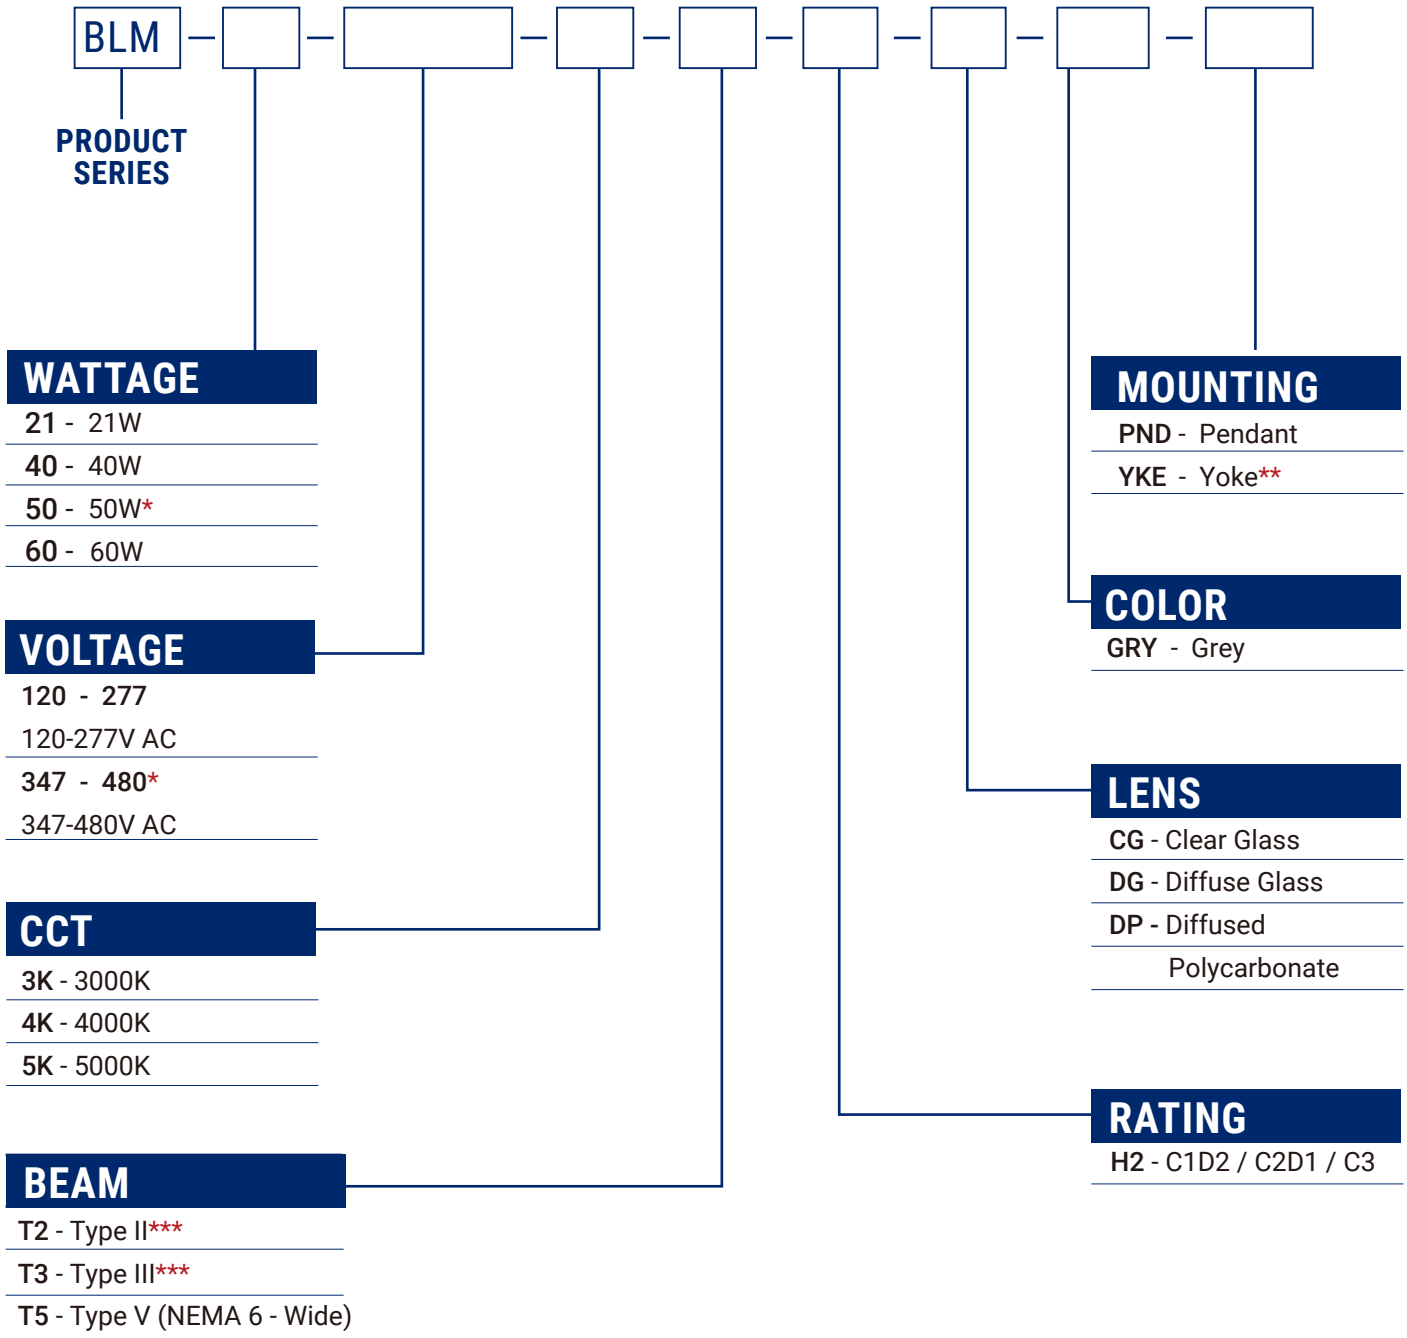 BLM
PRODUCT
SERIES
WATTAGE
21 - 21W
40 - 40W
50 - 50W*
60 - 60W
VOLTAGE
120 - 277
120-277V AC
347 - 480*
347-480V AC
CCT
3K - 3000K
4K - 4000K
5K - 5000K
BEAM
T2 - Type II***
T3 - Type III***
T5 - Type V (NEMA 6 - Wide)
MOUNTING
PND - Pendant
YKE - Yoke**
COLOR
GRY - Grey
LENS
CG - Clear Glass
DG - Diffuse Glass
DP - Diffused
Polycarbonate
RATING
H2 - C1D2 / C2D1 / C3